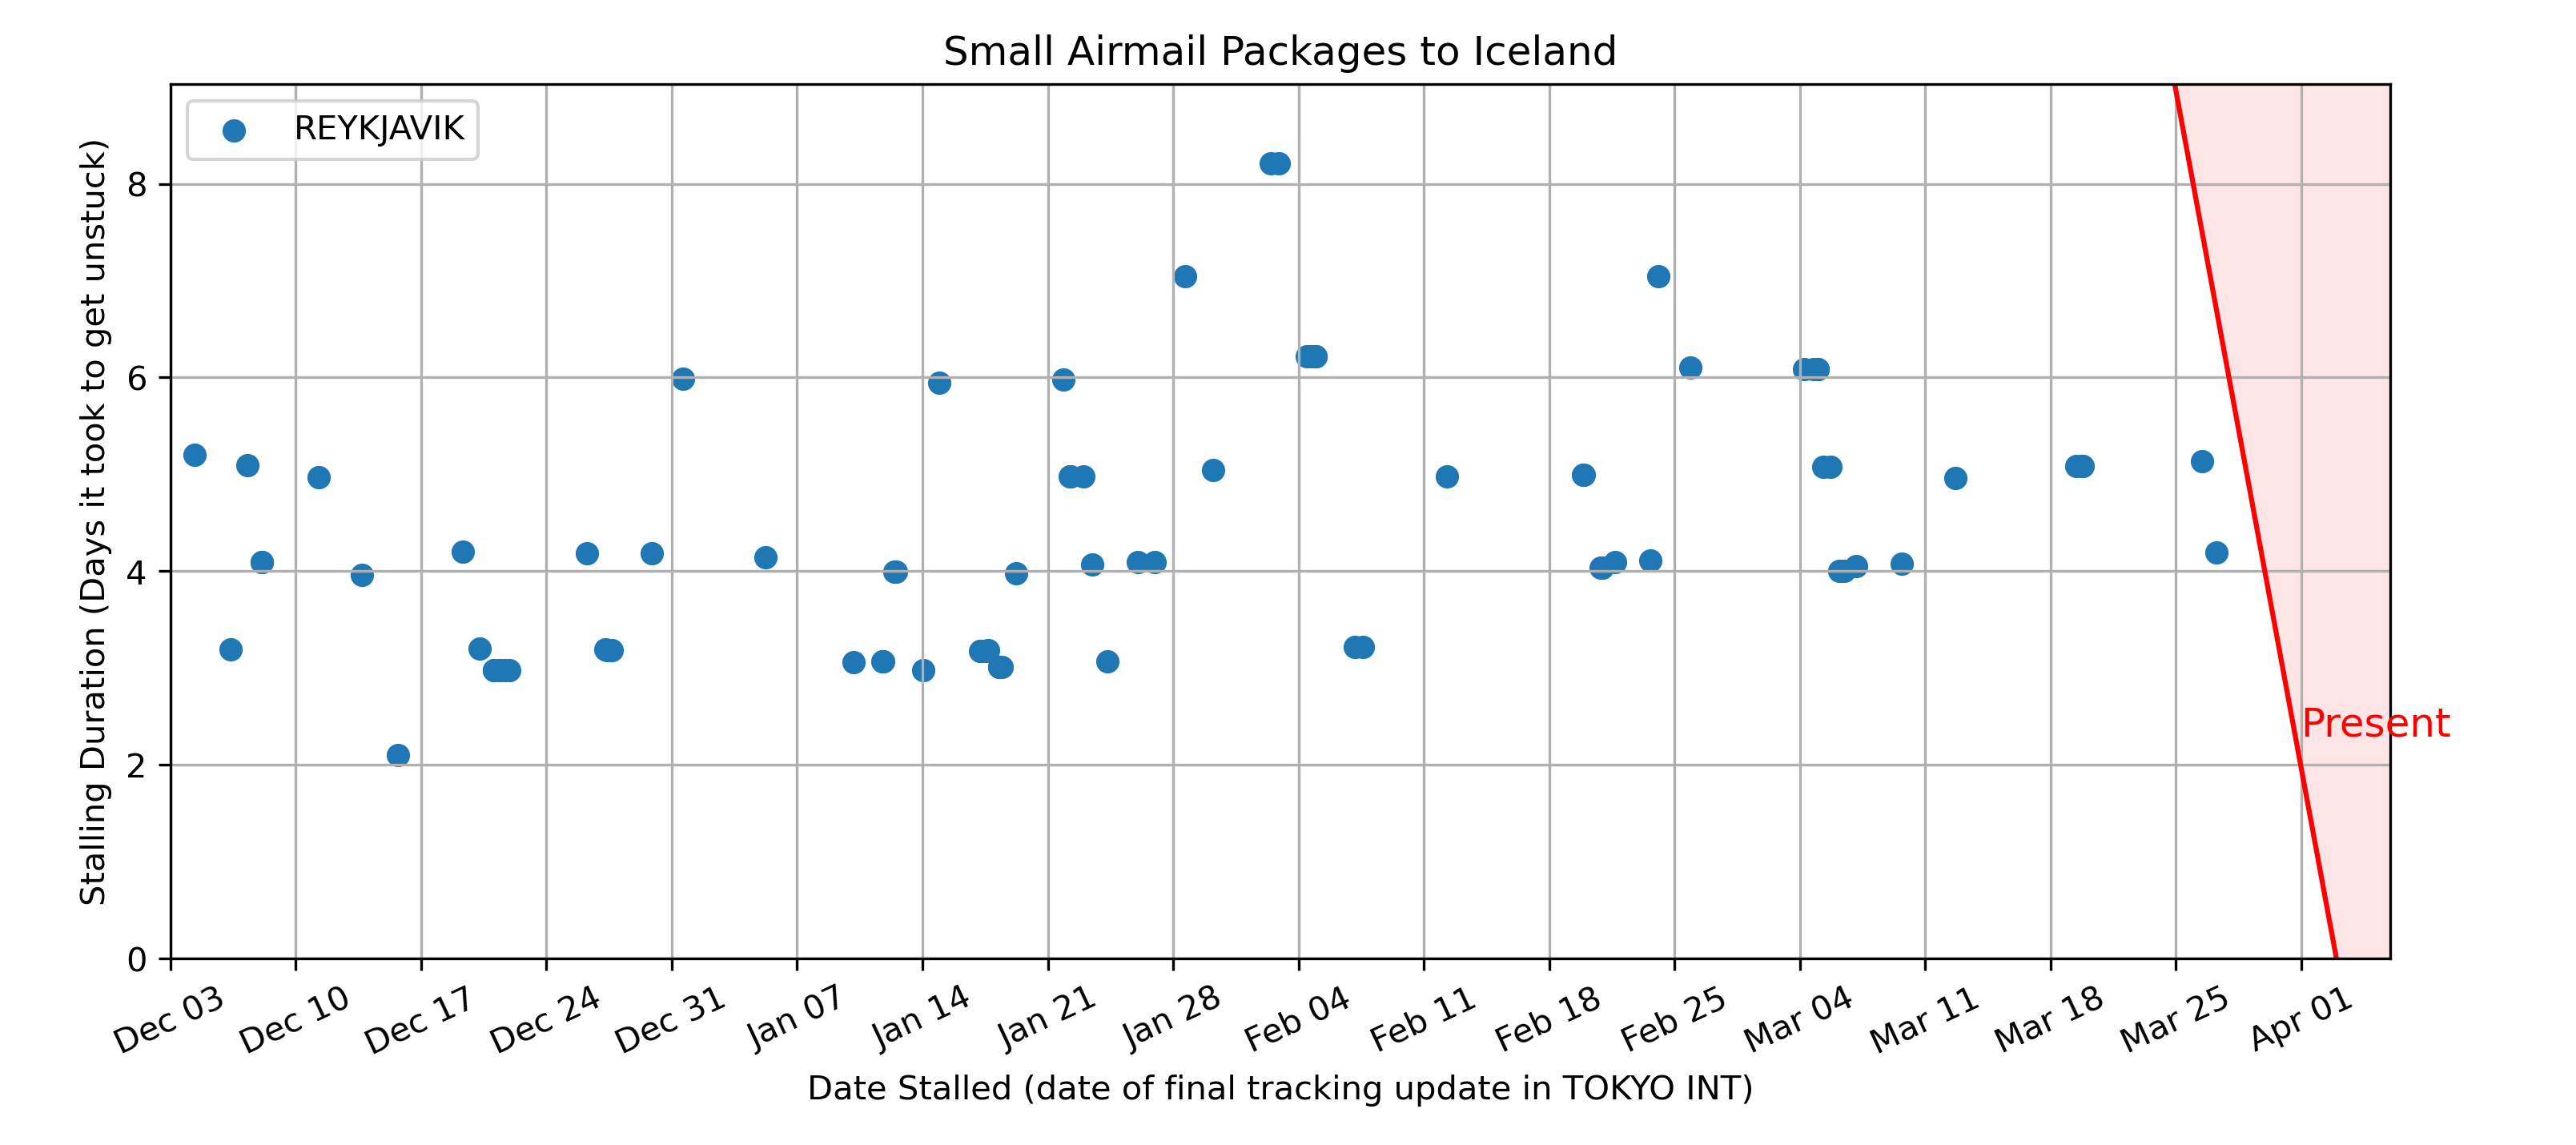 Small Airmail Packages to Iceland
REYKJAVIK
Stalling Duration (Days it took to get unstuck)
8
6
4
2
0
Present
Dec 03
Dec 10
Dec 17
Dec 24
Dec 31
Jan 07
Jan 14
Jan 21
Jan 28
Feb 04
Feb 11
Feb 18
Feb 25
Mar 04
Mar 11
Mar 18
Mar 25
Apr 01
Date Stalled (date of final tracking update in TOKYO INT)